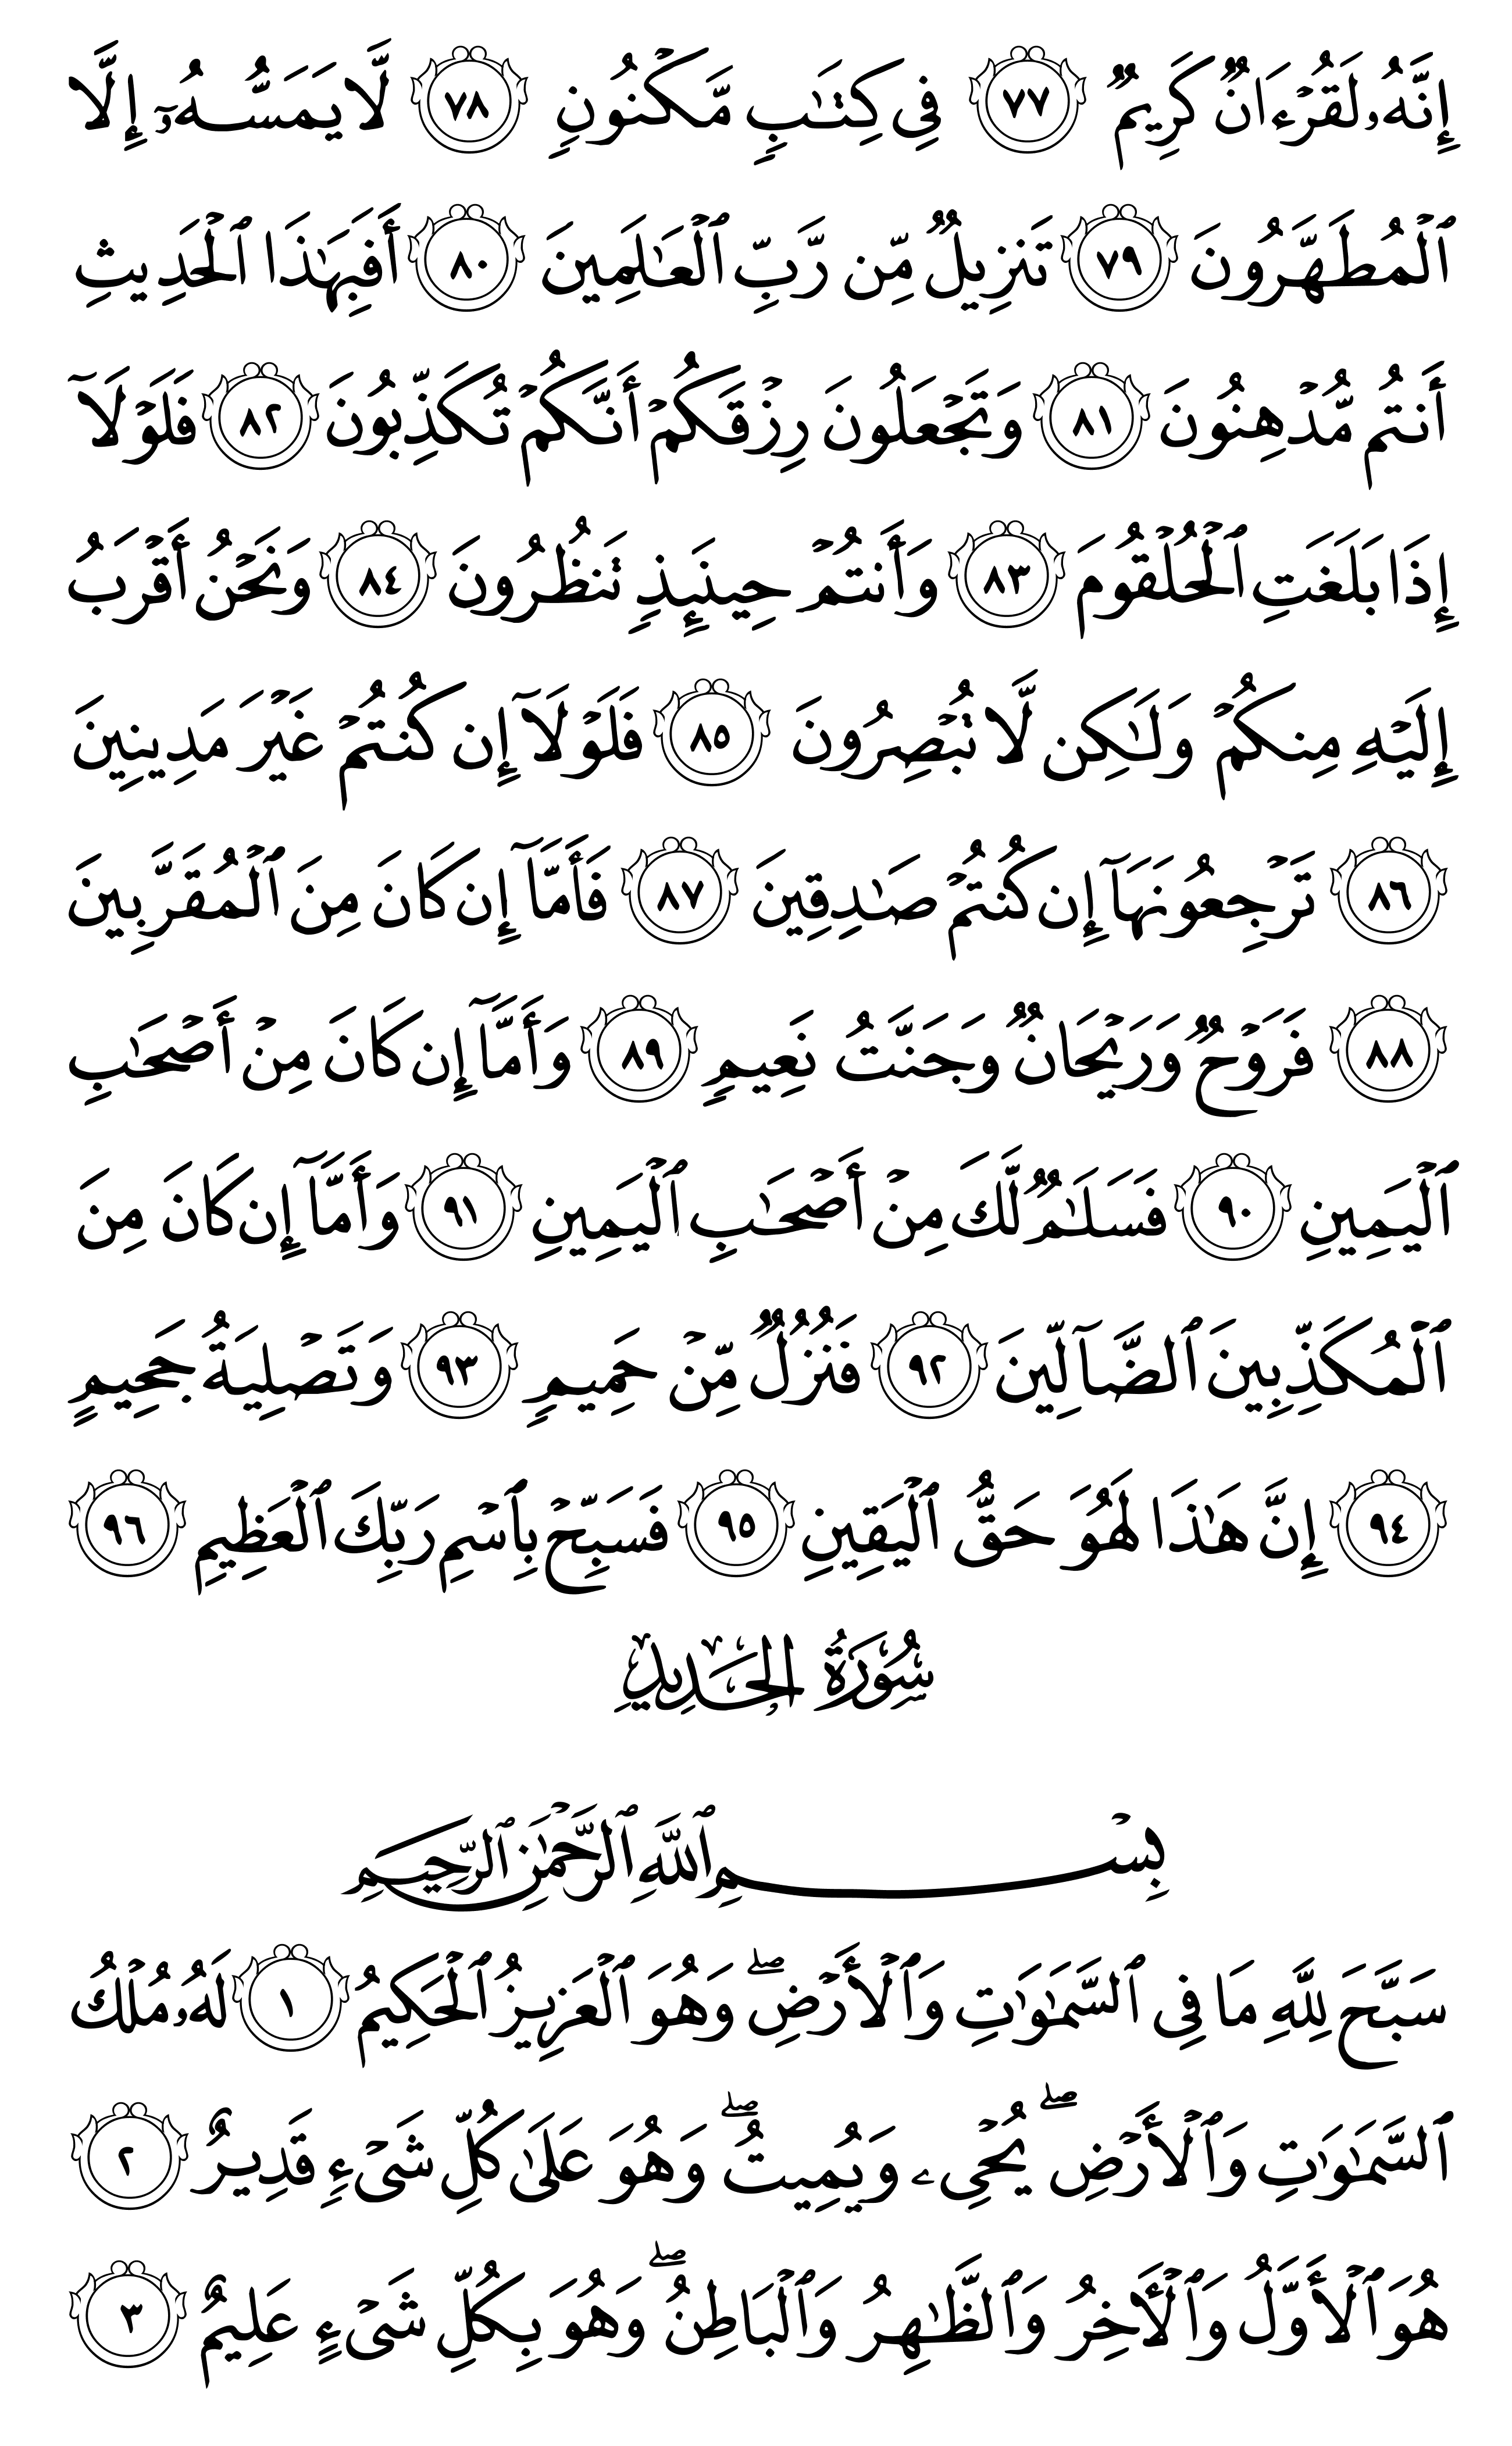 إِنَّهُۥ لَقُرْءَانٌ كَرِيمٌ ٧٧ فِى كِتَٰبٍ مَّكْنُونٍ ٧٨ لَّا يَمَسُّهُۥٓ إِلَّا
ٱلْمُطَهَّرُونَ ٧٩ تَنزِيلٌ مِّن رَّبِّ ٱلْعَٰلَمِينَ ٨٠ أَفَبِهَٰذَا ٱلْحَدِيثِ
أَنتُم مُّدْهِنُونَ ٨١ وَتَجْعَلُونَ رِزْقَكُمْ أَنَّكُمْ تُكَذِّبُونَ ٨٢ فَلَوْلَآ
إِذَا بَلَغَتِ ٱلْحُلْقُومَ ٨٣ وَأَنتُمْ حِينَئِذٍ تَنظُرُونَ ٨٤ وَنَحْنُ أَقْرَبُ
إِلَيْهِ مِنكُمْ وَلَٰكِن لَّا تُبْصِرُونَ ٨٥ فَلَوْلَآ إِن كُنتُمْ غَيْرَ مَدِينِينَ
٨٦ تَرْجِعُونَهَآ إِن كُنتُمْ صَٰدِقِينَ ٨٧ فَأَمَّآ إِن كَانَ مِنَ ٱلْمُقَرَّبِينَ
٨٨ فَرَوْحٌ وَرَيْحَانٌ وَجَنَّتُ نَعِيمٍ ٨٩ وَأَمَّآ إِن كَانَ مِنْ أَصْحَٰبِ
ٱلْيَمِينِ ٩٠ فَسَلَٰمٌ لَّكَ مِنْ أَصْحَٰبِ ٱلْيَمِينِ ٩١ وَأَمَّآ إِن كَانَ مِنَ
ٱلْمُكَذِّبِينَ ٱلضَّآلِّينَ ٩٢ فَنُزُلٌ مِّنْ حَمِيمٍ ٩٣ وَتَصْلِيَةُ جَحِيمٍ
٩٤ إِنَّ هَٰذَا لَهُوَ حَقُّ ٱلْيَقِينِ ٩٥ فَسَبِّحْ بِٱسْمِ رَبِّكَ ٱلْعَظِيمِ ٩٦
سُورَةُ الحَدِيدِ
بِسْمِ ٱللَّهِ ٱلرَّحْمَٰنِ ٱلرَّحِيمِ
سَبَّحَ لِلَّهِ مَا فِى ٱلسَّمَٰوَٰتِ وَٱلْأَرْضِ ۖ وَهُوَ ٱلْعَزِيزُ ٱلْحَكِيمُ ١ لَهُۥ مُلْكُ
ٱلسَّمَٰوَٰتِ وَٱلْأَرْضِ ۖ يُحْىِۦ وَيُمِيتُ ۖ وَهُوَ عَلَىٰ كُلِّ شَىْءٍ قَدِيرٌ ٢
هُوَ ٱلْأَوَّلُ وَٱلْـَٔاخِرُ وَٱلظَّٰهِرُ وَٱلْبَاطِنُ ۖ وَهُوَ بِكُلِّ شَىْءٍ عَلِيمٌ ٣